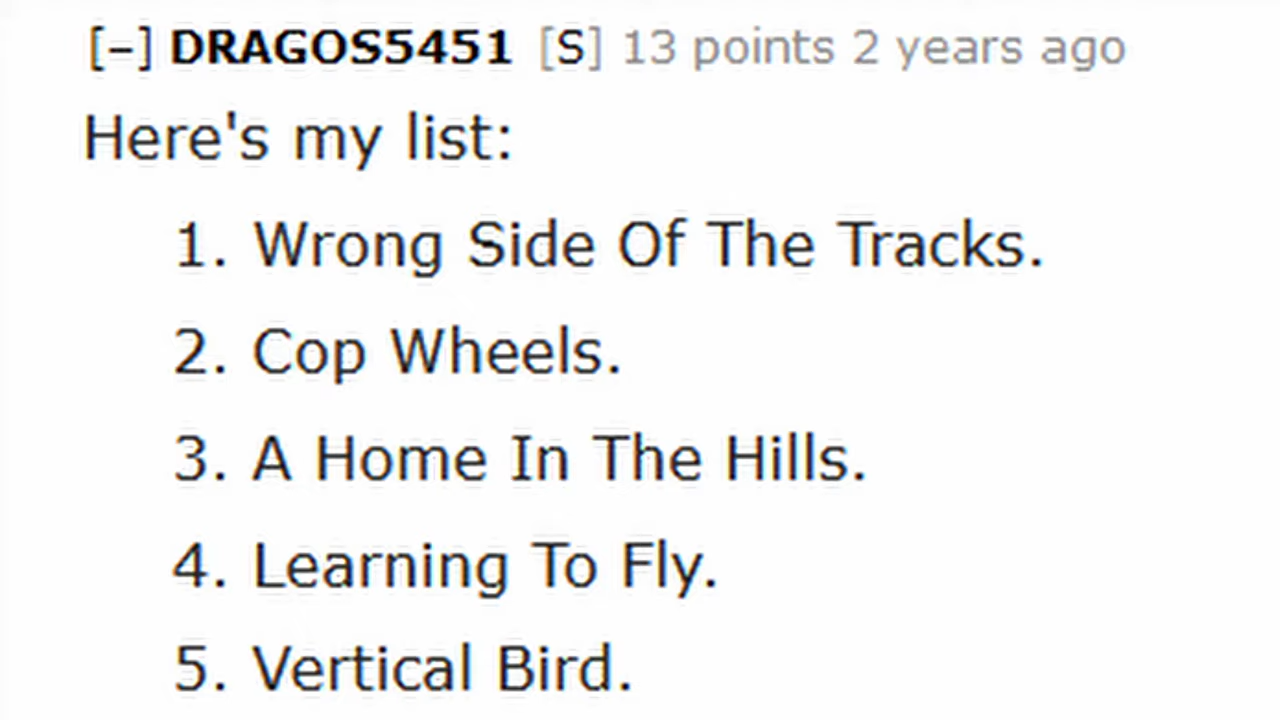 [–] DRAGOS5451 [S] 13 points 2 years ago
Here's my list:
1. Wrong Side Of The Tracks.
2. Cop Wheels.
3. A Home In The Hills.
4. Learning To Fly.
5. Vertical Bird.